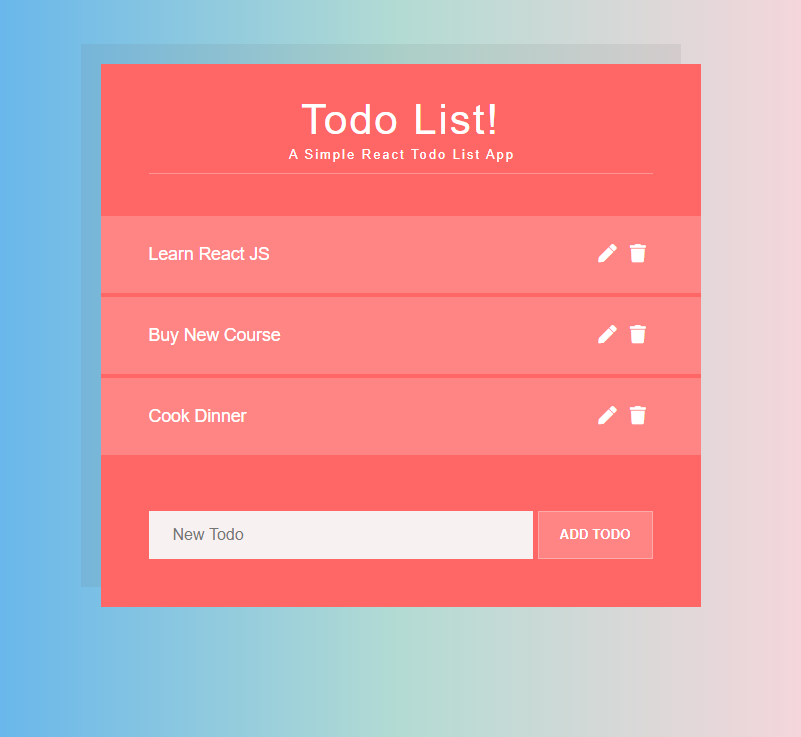 Todo List!
A Simple React Todo List App
Learn React JS
Buy New Course
Cook Dinner
New Todo
ADD TODO